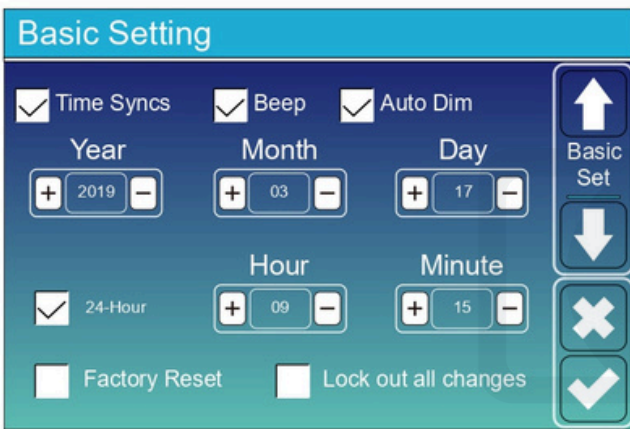 Basic Setting
Time Syncs Beep Auto Dim
Year Month Day
+ 2019 − + 03 − + 17 −
Basic
Set
Hour Minute
24-Hour + 09 − + 15 −
Factory Reset Lock out all changes